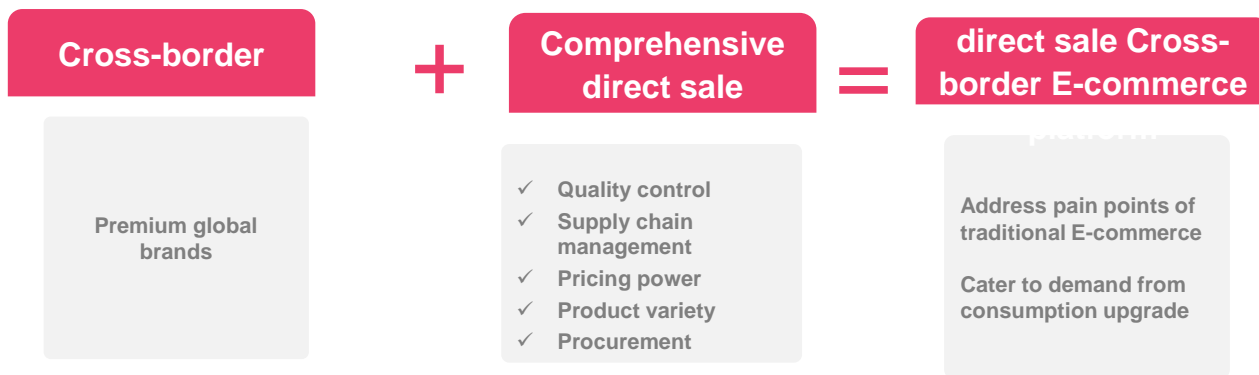 Cross-border
+
Comprehensive
direct sale
=
direct sale Cross-
border E-commerce
platform
Premium global
brands
✓ Quality control
✓ Supply chain
management
✓ Pricing power
✓ Product variety
✓ Procurement
Address pain points of
traditional E-commerce
Cater to demand from
consumption upgrade